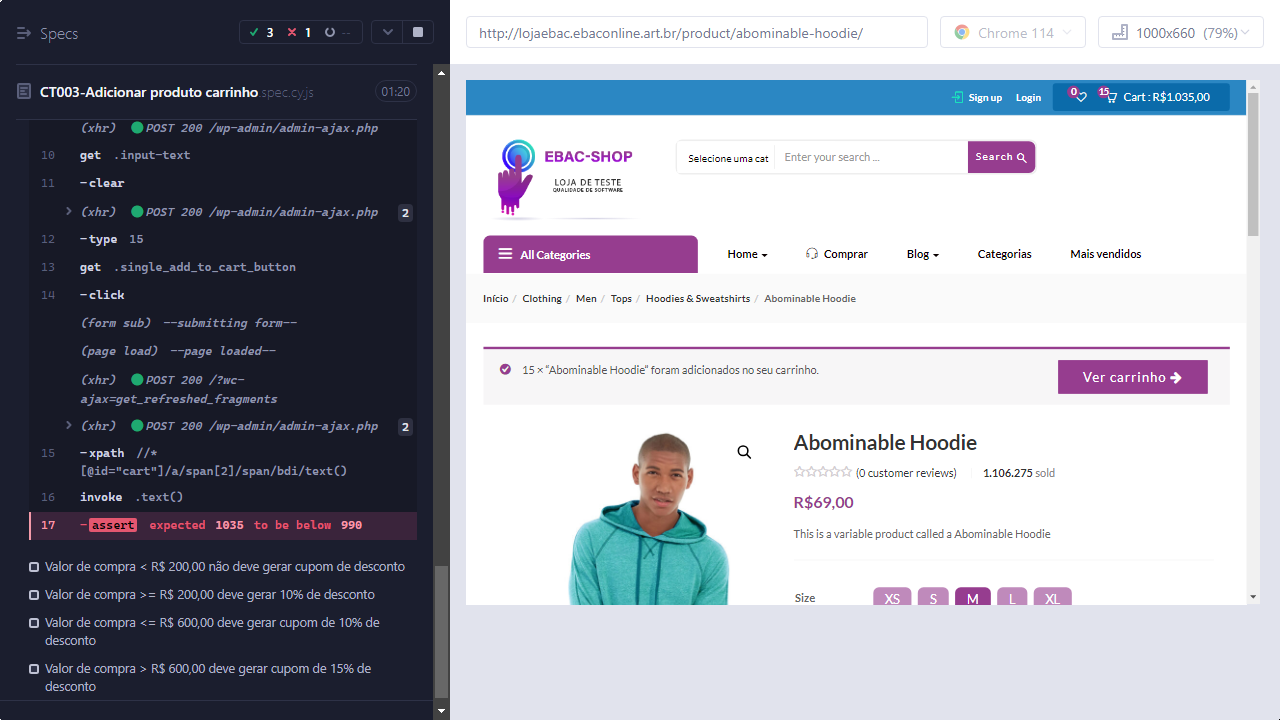 Specs
3
1
--
CT003-Adicionar produto carrinho.spec.cy.js
01:20
(xhr) POST 200 /wp-admin/admin-ajax.php
10 get .input-text
11 -clear
(xhr) POST 200 /wp-admin/admin-ajax.php 2
12 -type 15
13 get .single_add_to_cart_button
14 -click
(form sub) --submitting form--
(page load) --page loaded--
(xhr) POST 200 /?wc-
ajax=get_refreshed_fragments
(xhr) POST 200 /wp-admin/admin-ajax.php 2
15 -xpath //*
[@id="cart"]/a/span[2]/span/bdi/text()
16 invoke .text()
17 -assert expected 1035 to be below 990
Valor de compra < R$ 200,00 não deve gerar cupom de desconto
Valor de compra >= R$ 200,00 deve gerar 10% de desconto
Valor de compra <= R$ 600,00 deve gerar cupom de 10% de
desconto
Valor de compra > R$ 600,00 deve gerar cupom de 15% de
desconto
http://lojaebac.ebaconline.art.br/product/abominable-hoodie/
Chrome 114
1000x660 (79%)
Sign up
Login
0
15
Cart : R$1.035,00
EBAC-SHOP
LOJA DE TESTE
QUALIDADE DE SOFTWARE
Selecione uma cat
Enter your search ...
Search
All Categories
Home
Comprar
Blog
Categorias
Mais vendidos
Início / Clothing / Men / Tops / Hoodies & Sweatshirts / Abominable Hoodie
15 × “Abominable Hoodie” foram adicionados no seu carrinho.
Ver carrinho
Abominable Hoodie
(0 customer reviews)
1.106.275 sold
R$69,00
This is a variable product called a Abominable Hoodie
Size
XS
S
M
L
XL